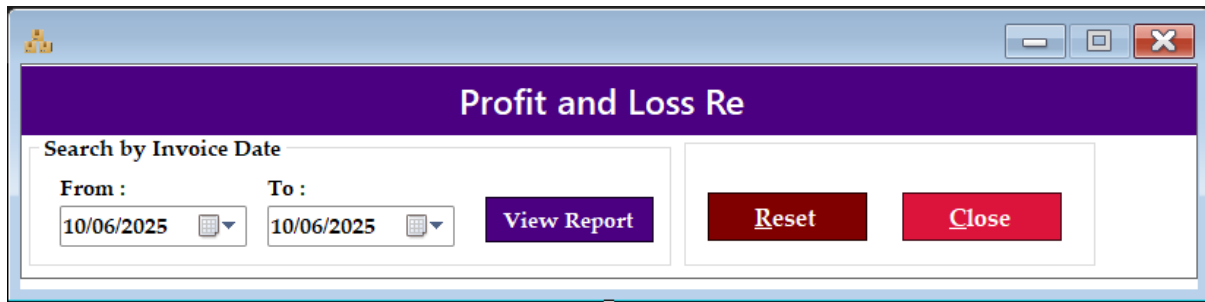 Profit and Loss Re
Search by Invoice Date
From :
To :
10/06/2025
10/06/2025
View Report
Reset
Close